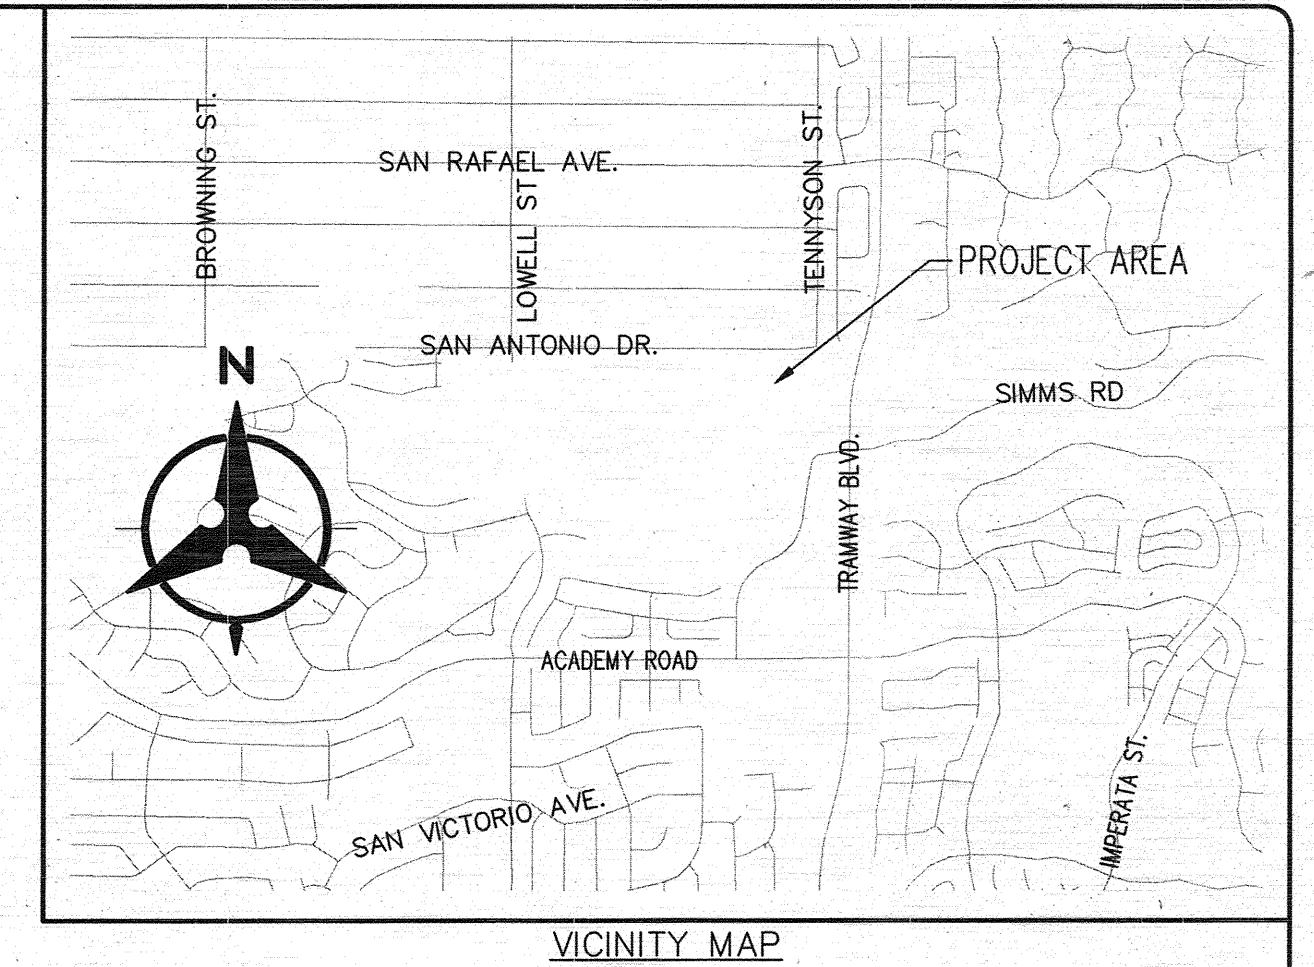 BROWNING ST.
SAN RAFAEL AVE.
LOWELL ST
TENNYSON ST.
PROJECT AREA
SAN ANTONIO DR.
N
SIMMS RD
TRAMWAY BLVD.
ACADEMY ROAD
IMPERATA ST.
SAN VICTORIO AVE.
VICINITY MAP